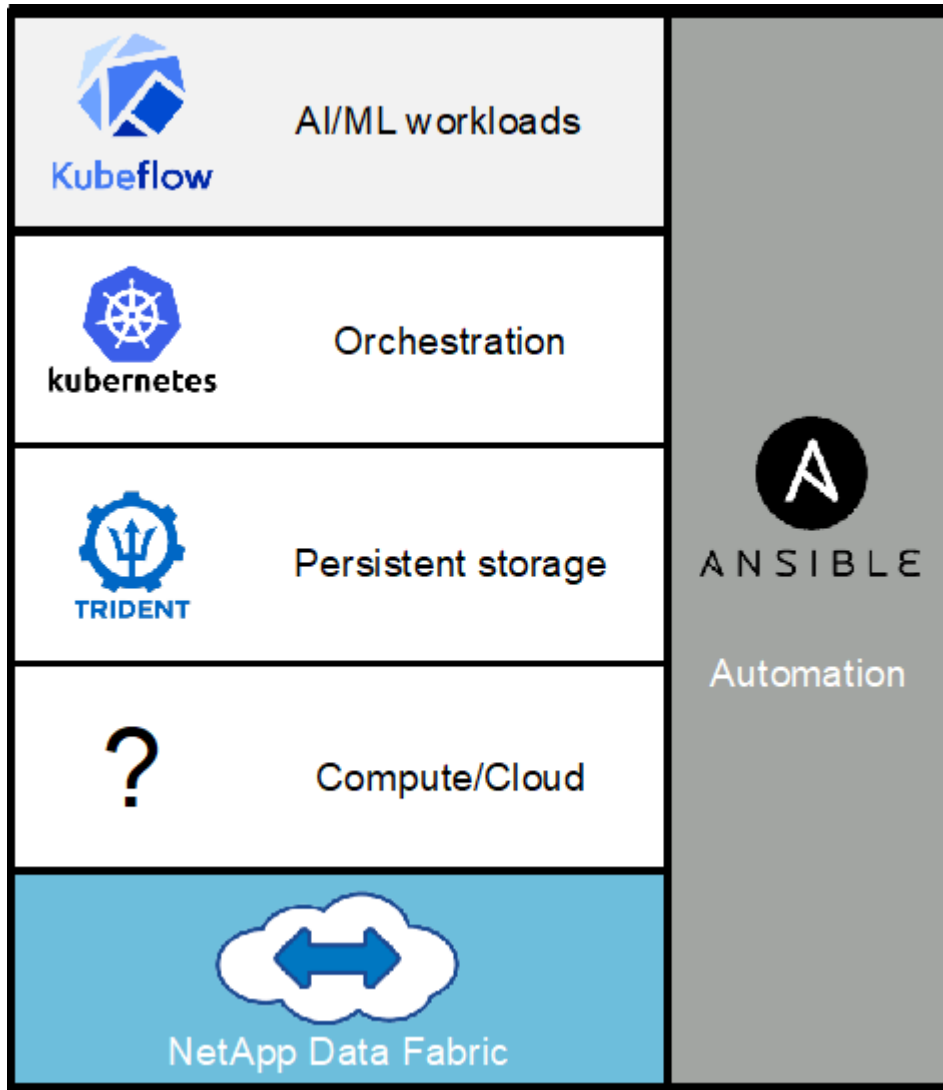 Kubeflow
AI/ML workloads
kubernetes
Orchestration
TRIDENT
Persistent storage
?
Compute/Cloud
NetApp Data Fabric
ANSIBLE
Automation